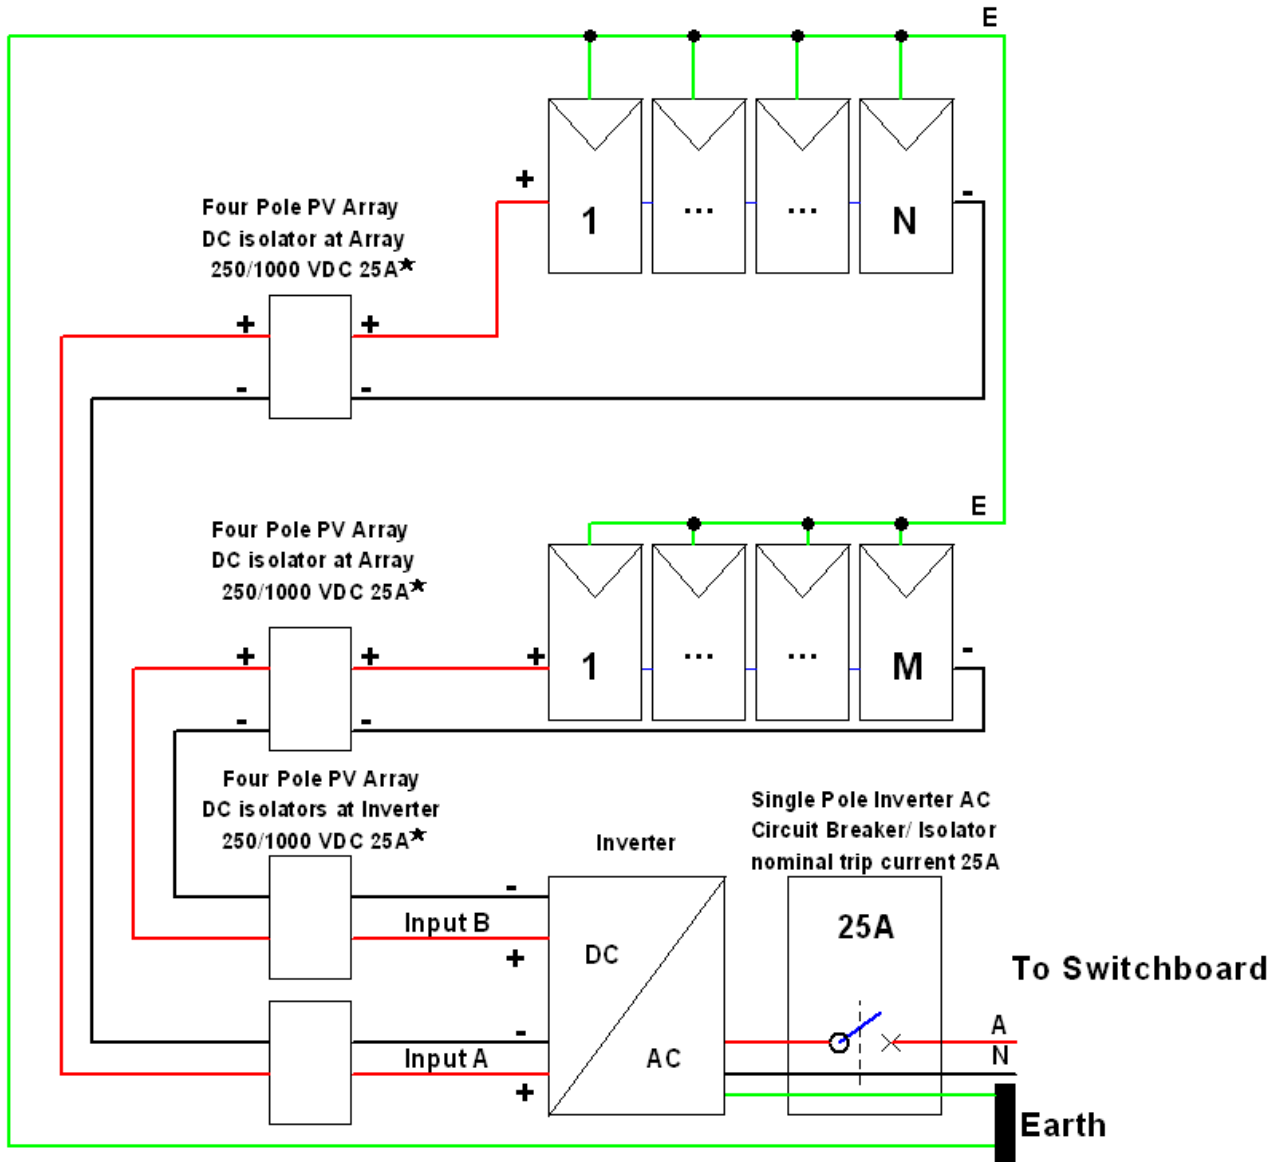 E
+
-
1
...
...
N
Four Pole PV Array
DC isolator at Array
250/1000 VDC 25A★
+
+
-
-
E
Four Pole PV Array
DC isolator at Array
250/1000 VDC 25A★
+
+
+
-
1
...
...
M
-
-
Four Pole PV Array
DC isolators at Inverter
250/1000 VDC 25A★
Inverter
Single Pole Inverter AC
Circuit Breaker/ Isolator
nominal trip current 25A
-
Input B
+
DC
25A
To Switchboard
-
Input A
+
AC
A
N
Earth